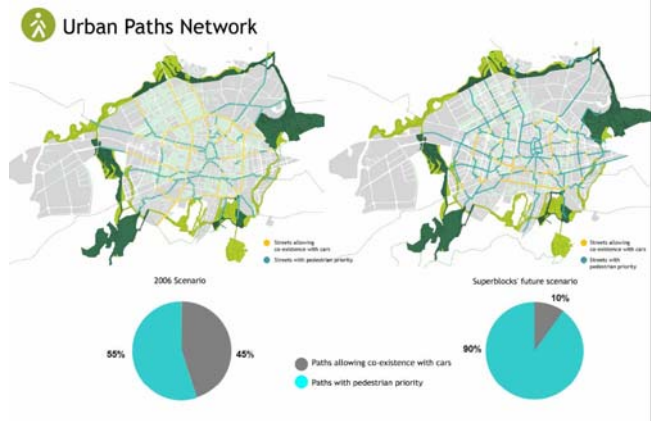 Urban Paths Network
Streets allowing
co-existence with cars
Streets with pedestrian priority
Streets allowing
co-existence with cars
Streets with
pedestrian priority
2006 Scenario
Superblocks' future scenario
55%
45%
Paths allowing co-existence with cars
Paths with pedestrian priority
10%
90%